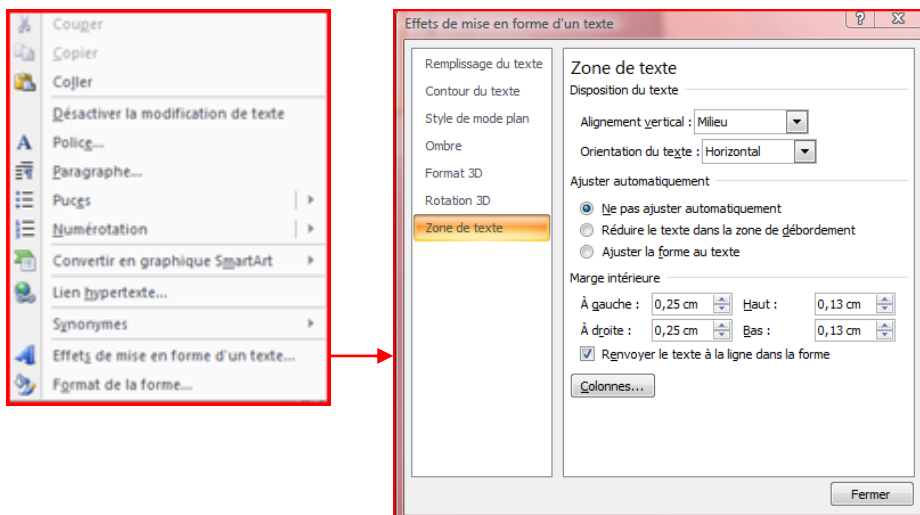 Couper
Copier
Coller
Désactiver la modification de texte
Police...
Paragraphe...
Puces
Numérotation
Convertir en graphique SmartArt
Lien hypertexte...
Synonymes
Effets de mise en forme d'un texte...
Format de la forme...
Effets de mise en forme d'un texte
Remplissage du texte
Contour du texte
Style de mode plan
Ombre
Format 3D
Rotation 3D
Zone de texte
Zone de texte
Disposition du texte
Alignement vertical : Milieu
Orientation du texte : Horizontal
Ajuster automatiquement
Ne pas ajuster automatiquement
Réduire le texte dans la zone de débordement
Ajuster la forme au texte
Marge intérieure
À gauche : 0,25 cm Haut : 0,13 cm
À droite : 0,25 cm Bas : 0,13 cm
Renvoyer le texte à la ligne dans la forme
Colonnes...
Fermer